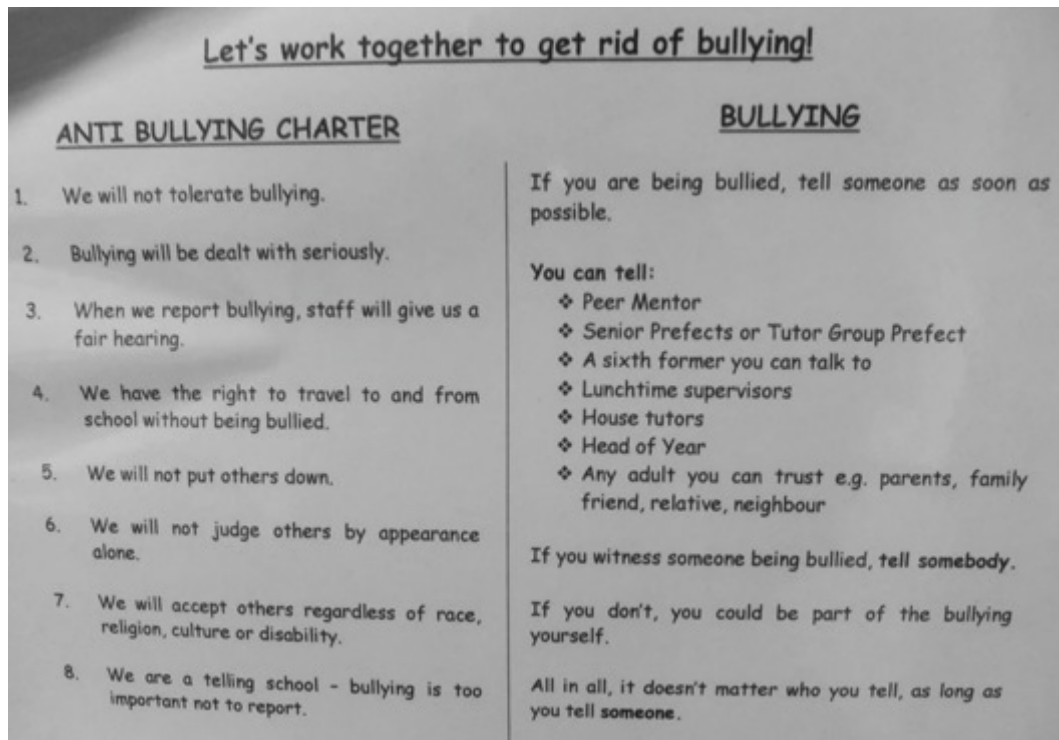 Let's work together to get rid of bullying!
ANTI BULLYING CHARTER
1. We will not tolerate bullying.
2. Bullying will be dealt with seriously.
3. When we report bullying, staff will give us a
fair hearing.
4. We have the right to travel to and from
school without being bullied.
5. We will not put others down.
6. We will not judge others by appearance
alone.
7. We will accept others regardless of race,
religion, culture or disability.
8. We are a telling school - bullying is too
important not to report.
BULLYING
If you are being bullied, tell someone as soon as
possible.
You can tell:
❖ Peer Mentor
❖ Senior Prefects or Tutor Group Prefect
❖ A sixth former you can talk to
❖ Lunchtime supervisors
❖ House tutors
❖ Head of Year
❖ Any adult you can trust e.g. parents, family
friend, relative, neighbour
If you witness someone being bullied, tell somebody.
If you don't, you could be part of the bullying
yourself.
All in all, it doesn't matter who you tell, as long as
you tell someone.